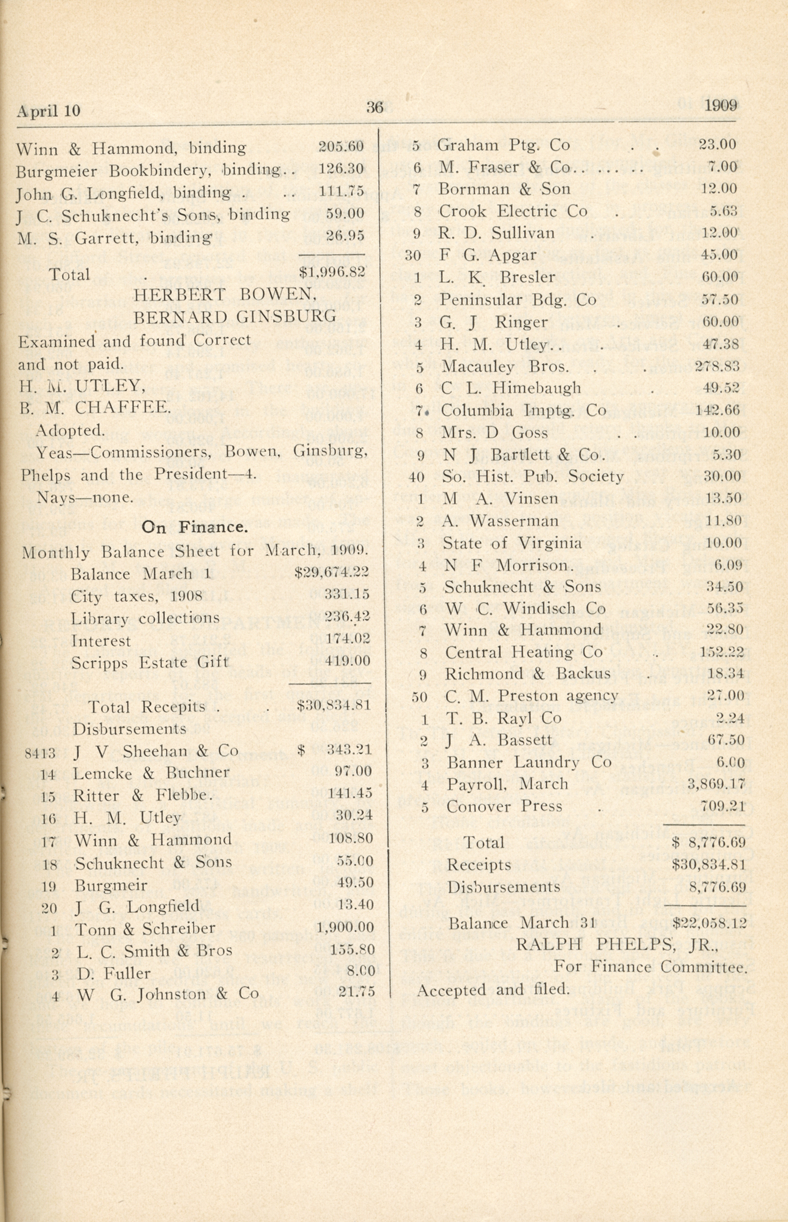 April 10 36 1909
Winn & Hammond, binding 205.60
Burgmeier Bookbindery, binding.. 126.30
John G. Longfield, binding . .. 111.75
J C. Schuknecht's Sons, binding 59.00
M. S. Garrett, binding 26.95
Total . $1,996.82
HERBERT BOWEN,
BERNARD GINSBURG
Examined and found Correct
and not paid.
H. M. UTLEY,
B. M. CHAFFEE.
Adopted.
Yeas—Commissioners, Bowen, Ginsburg,
Phelps and the President—4.
Nays—none.
On Finance.
Monthly Balance Sheet for March, 1909.
Balance March 1 $29,674.22
City taxes, 1908 331.15
Library collections 236.42
Interest 174.02
Scripps Estate Gift 419.00
Total Recepits . . $30,834.81
Disbursements
8413 J V Sheehan & Co $ 343.21
14 Lemcke & Buchner 97.00
15 Ritter & Flebbe. 141.45
16 H. M. Utley 30.24
17 Winn & Hammond 108.80
18 Schuknecht & Sons 55.00
19 Burgmeir 49.50
20 J G. Longfield 13.40
1 Tonn & Schreiber 1,900.00
2 L. C. Smith & Bros 155.80
3 D. Fuller 8.00
4 W G. Johnston & Co 21.75
5 Graham Ptg. Co . . 23.00
6 M. Fraser & Co...... .. 7.00
7 Bornman & Son 12.00
8 Crook Electric Co . 5.63
9 R. D. Sullivan . 12.00
30 F G. Apgar 45.00
1 L. K. Bresler 60.00
2 Peninsular Bdg. Co 57.50
3 G. J Ringer . 60.00
4 H. M. Utley.. . 47.38
5 Macauley Bros. . . 278.83
6 C L. Himebaugh . 49.52
7. Columbia Imptg. Co 142.66
8 Mrs. D Goss . . 10.00
9 N J Bartlett & Co. 5.30
40 So. Hist. Pub. Society 30.00
1 M A. Vinsen 13.50
2 A. Wasserman 11.80
3 State of Virginia 10.00
4 N F Morrison. 6.09
5 Schuknecht & Sons 34.50
6 W C. Windisch Co 56.35
7 Winn & Hammond 22.80
8 Central Heating Co .. 152.22
9 Richmond & Backus . 18.34
50 C. M. Preston agency 27.00
1 T. B. Rayl Co 2.24
2 J A. Bassett 67.50
3 Banner Laundry Co 6.00
4 Payroll, March 3,869.17
5 Conover Press . 709.21
Total $ 8,776.69
Receipts $30,834.81
Disbursements 8,776.69
Balance March 31 $22,058.12
RALPH PHELPS, JR.,
For Finance Committee.
Accepted and filed.